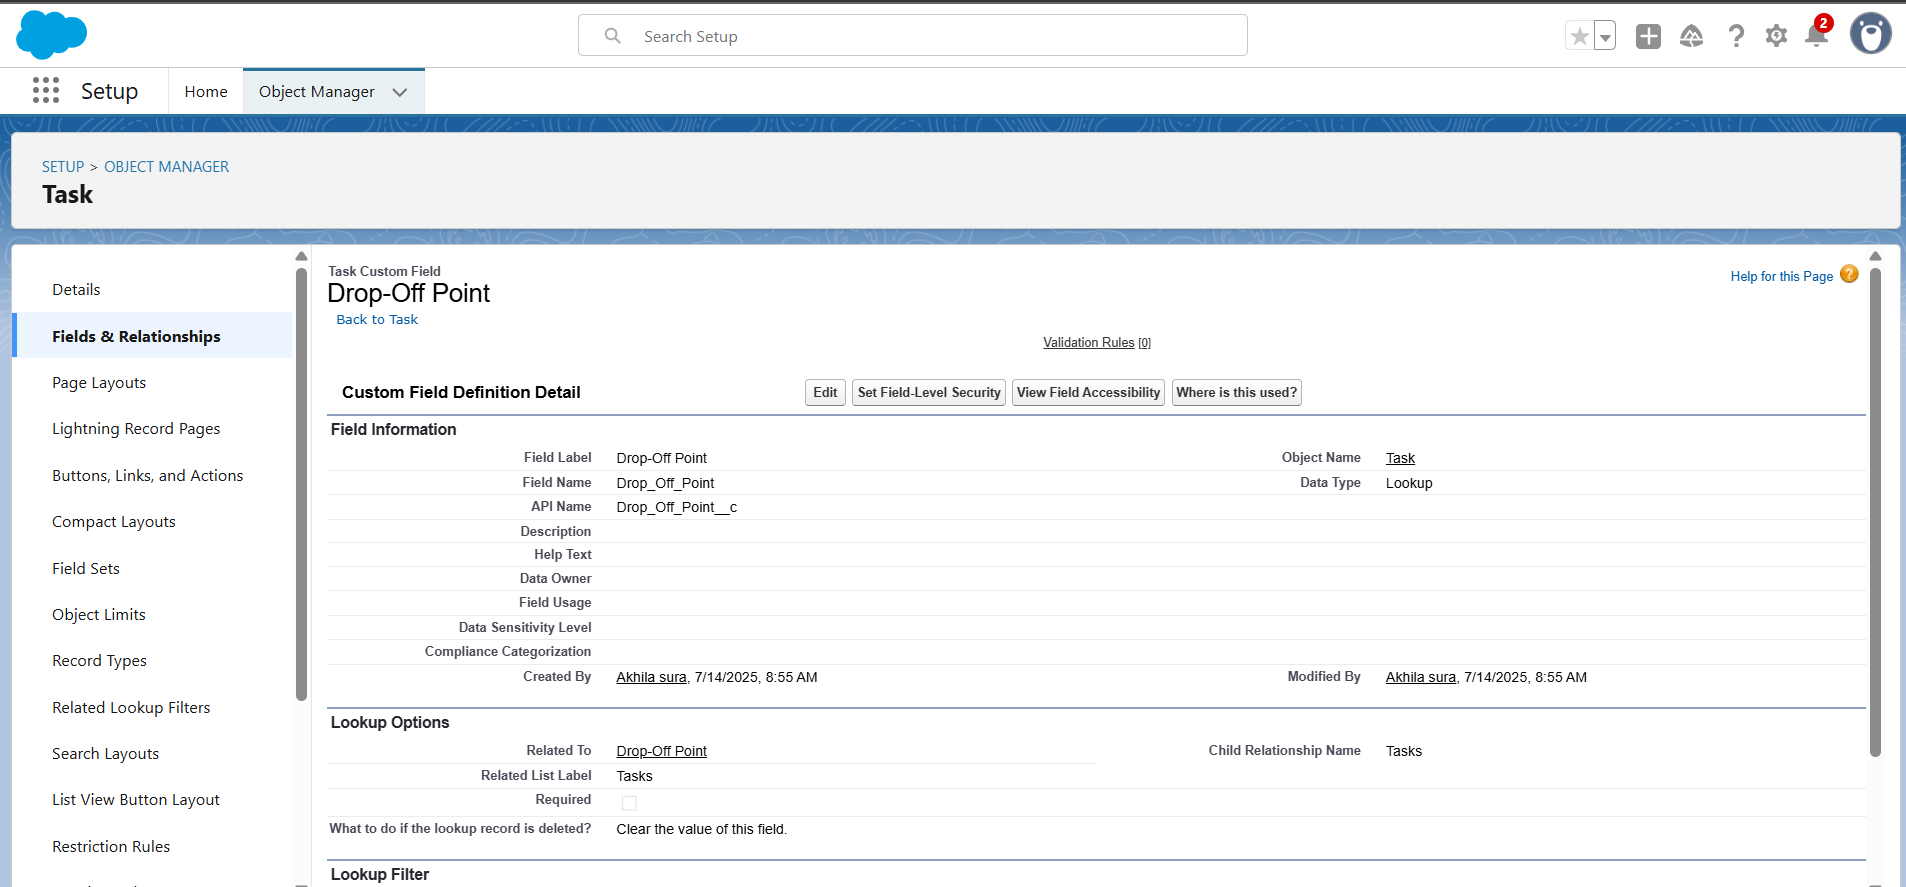 Search Setup
2
Setup
Home
Object Manager
SETUP > OBJECT MANAGER
Task
Details
Fields & Relationships
Page Layouts
Lightning Record Pages
Buttons, Links, and Actions
Compact Layouts
Field Sets
Object Limits
Record Types
Related Lookup Filters
Search Layouts
List View Button Layout
Restriction Rules
Task Custom Field
Drop-Off Point
Back to Task
Help for this Page ?
Validation Rules [0]
Custom Field Definition Detail
Edit
Set Field-Level Security
View Field Accessibility
Where is this used?
Field Information
Field Label Drop-Off Point Object Name Task
Field Name Drop_Off_Point Data Type Lookup
API Name Drop_Off_Point__c
Description
Help Text
Data Owner
Field Usage
Data Sensitivity Level
Compliance Categorization
Created By Akhila sura, 7/14/2025, 8:55 AM Modified By Akhila sura, 7/14/2025, 8:55 AM
Lookup Options
Related To Drop-Off Point Child Relationship Name Tasks
Related List Label Tasks
Required
What to do if the lookup record is deleted? Clear the value of this field.
Lookup Filter